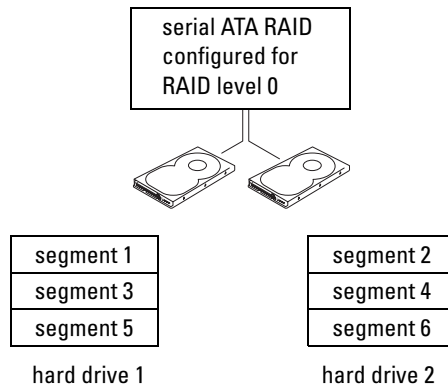 serial ATA RAID
configured for
RAID level 0
segment 1
segment 3
segment 5
hard drive 1
segment 2
segment 4
segment 6
hard drive 2